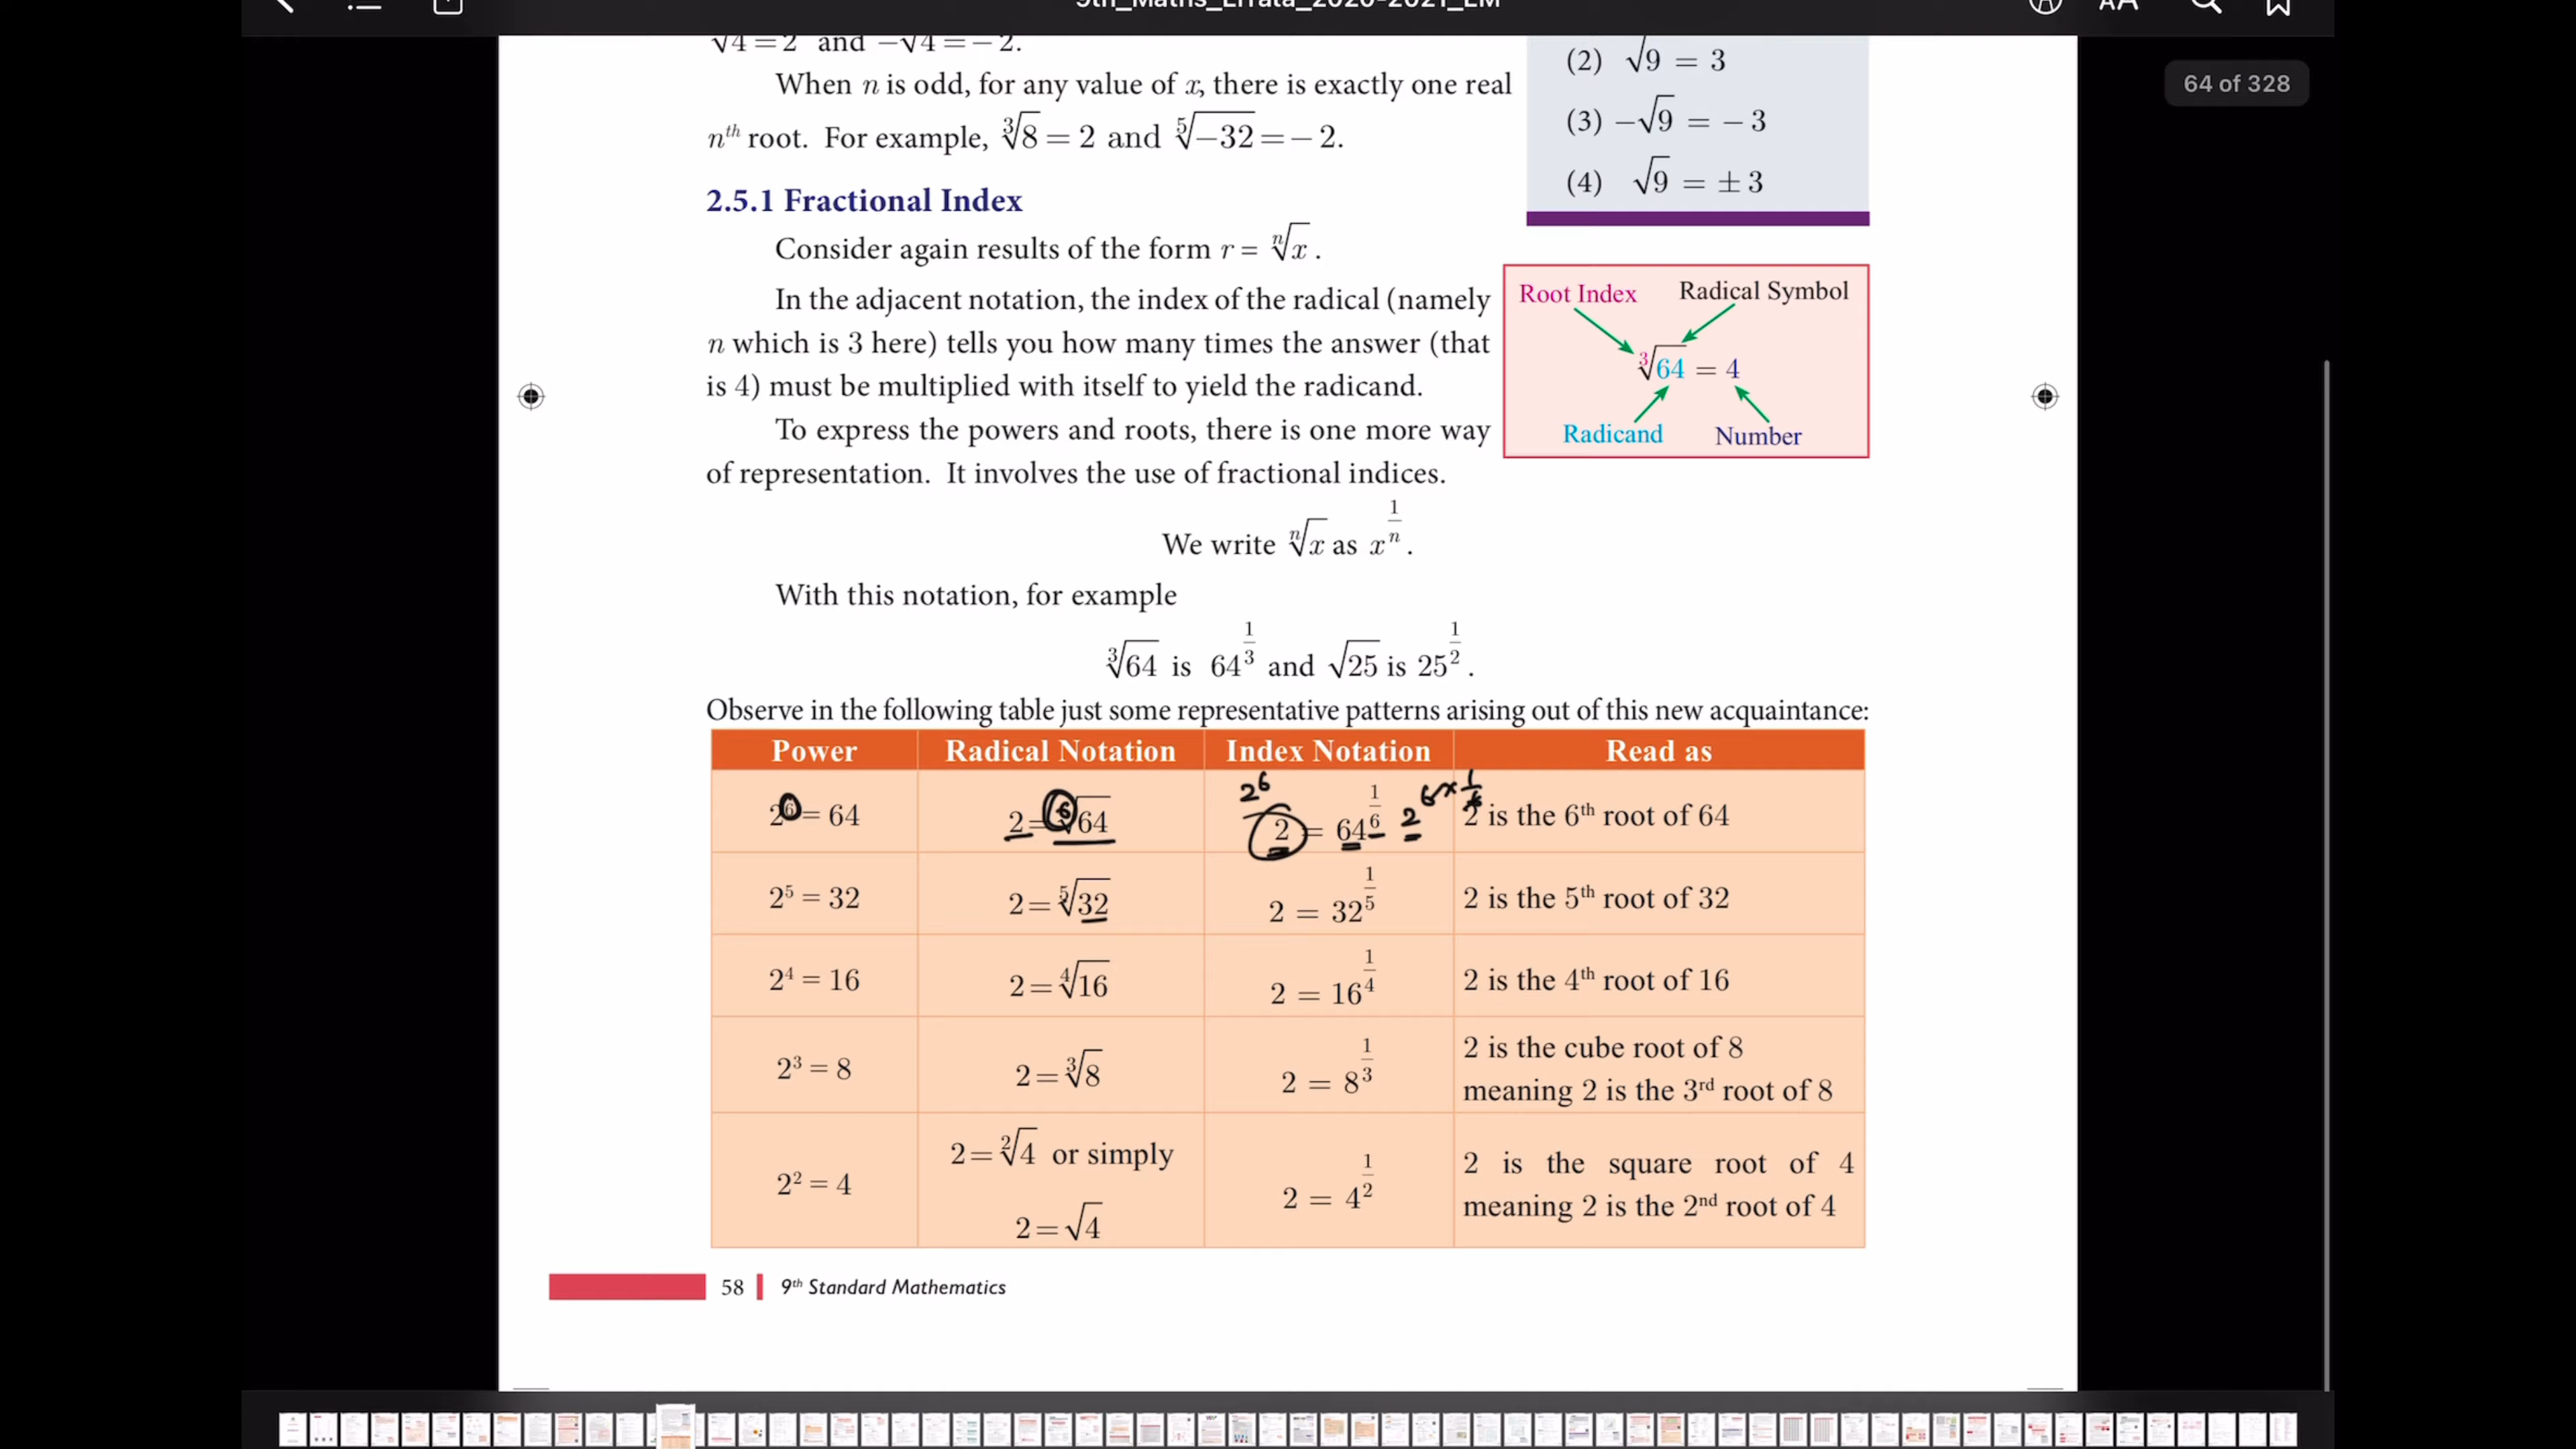 9th_Maths_Errata_2020-2021_EM
64 of 328
√4 = 2 and −√4 = − 2.
When n is odd, for any value of x, there is exactly one real
nᵗʰ root. For example, ∛8 = 2 and ⁵√−32 = − 2.
(2) √9 = 3
(3) −√9 = − 3
(4) √9 = ± 3
2.5.1 Fractional Index
Consider again results of the form r = ⁿ√x .
In the adjacent notation, the index of the radical (namely
n which is 3 here) tells you how many times the answer (that
is 4) must be multiplied with itself to yield the radicand.
Root Index Radical Symbol
∛64 = 4
Radicand Number
To express the powers and roots, there is one more way
of representation. It involves the use of fractional indices.
We write ⁿ√x as x^(1/n) .
With this notation, for example
∛64 is 64^(1/3) and √25 is 25^(1/2) .
Observe in the following table just some representative patterns arising out of this new acquaintance:
Power Radical Notation Index Notation Read as
2⁶ 2^(6×1/6)
2⁶ = 64 2 = ⁶√64 2 = 64^(1/6) 2 is the 6ᵗʰ root of 64
2⁵ = 32 2 = ⁵√32 2 = 32^(1/5) 2 is the 5ᵗʰ root of 32
2⁴ = 16 2 = ⁴√16 2 = 16^(1/4) 2 is the 4ᵗʰ root of 16
2³ = 8 2 = ∛8 2 = 8^(1/3) 2 is the cube root of 8
meaning 2 is the 3ʳᵈ root of 8
2² = 4 2 = ²√4 or simply 2 = 4^(1/2) 2 is the square root of 4
2 = √4 meaning 2 is the 2ⁿᵈ root of 4
58 9ᵗʰ Standard Mathematics